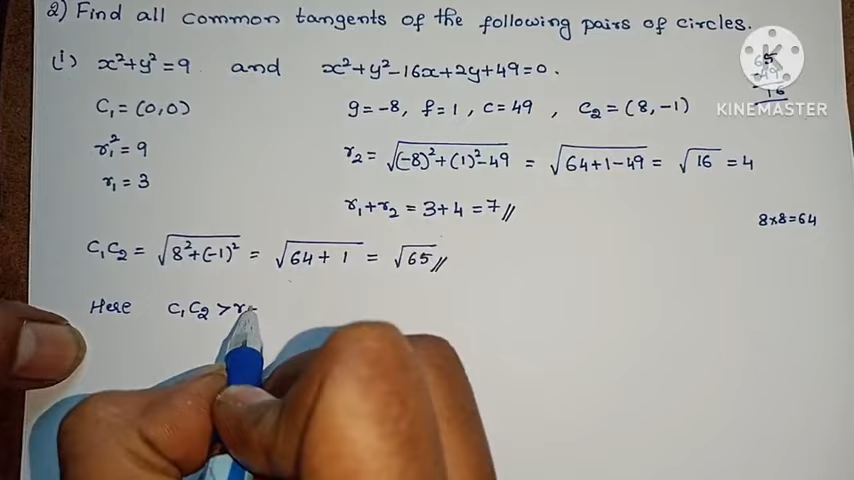 2) Find all common tangents of the following pairs of circles.
(i) x²+y²=9 and x²+y²-16x+2y+49=0.
C₁=(0,0) g=-8, f=1, c=49, C₂=(8,-1)
r₁²=9 r₂=√(-8)²+(1)²-49 = √64+1-49 = √16 = 4
r₁=3
r₁+r₂=3+4=7//
8×8=64
C₁C₂=√8²+(-1)² = √64+1 = √65//
Here C₁C₂>r
65
-49
16
KINEMASTER